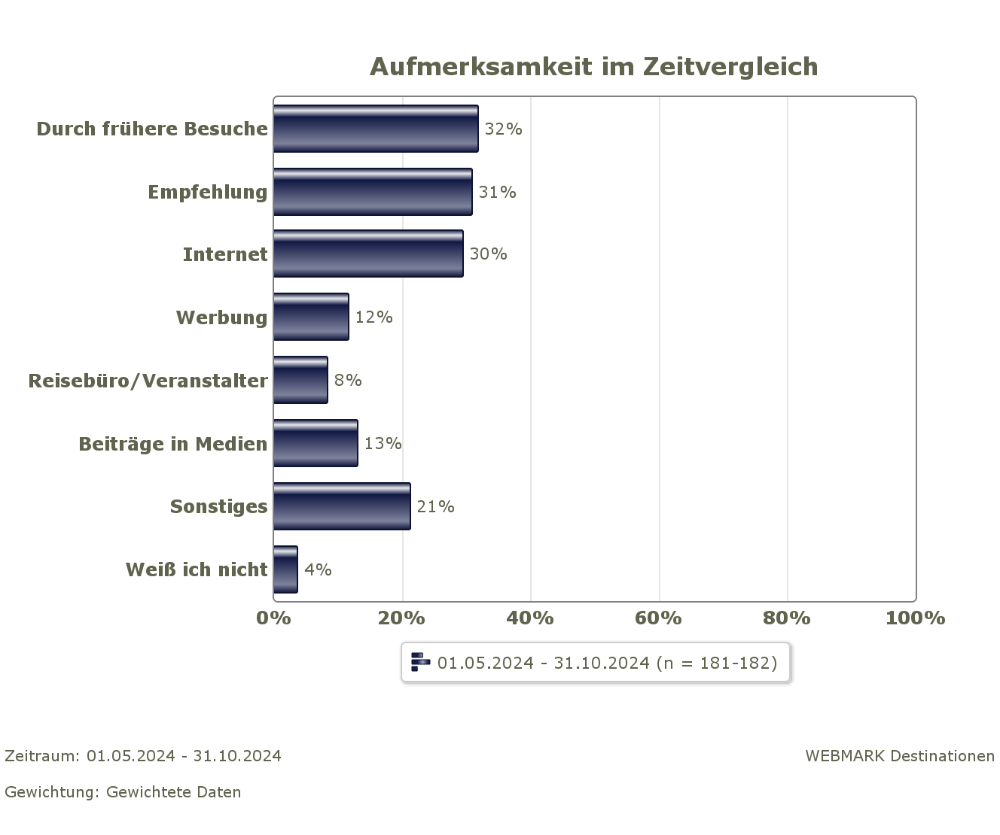 Aufmerksamkeit im Zeitvergleich
Durch frühere Besuche 32%
Empfehlung 31%
Internet 30%
Werbung 12%
Reisebüro/Veranstalter 8%
Beiträge in Medien 13%
Sonstiges 21%
Weiß ich nicht 4%
0% 20% 40% 60% 80% 100%
01.05.2024 - 31.10.2024 (n = 181-182)
Zeitraum: 01.05.2024 - 31.10.2024 WEBMARK Destinationen
Gewichtung: Gewichtete Daten